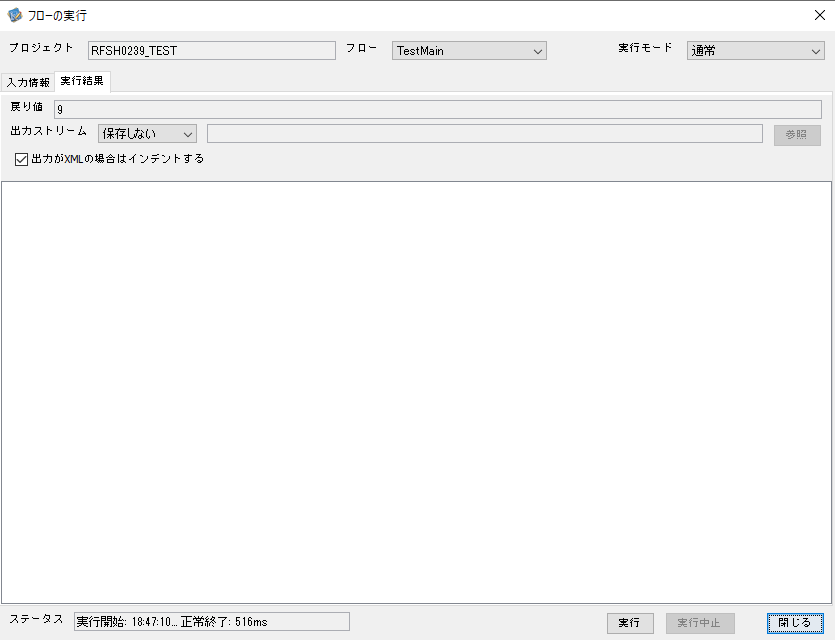 フローの実行
プロジェクト RFSH0239_TEST フロー TestMain 実行モード 通常
入力情報 実行結果
戻り値 9
出力ストリーム 保存しない 参照
出力がXMLの場合はインデントする
ステータス 実行開始: 18:47:10... 正常終了: 516ms 実行 実行中止 閉じる